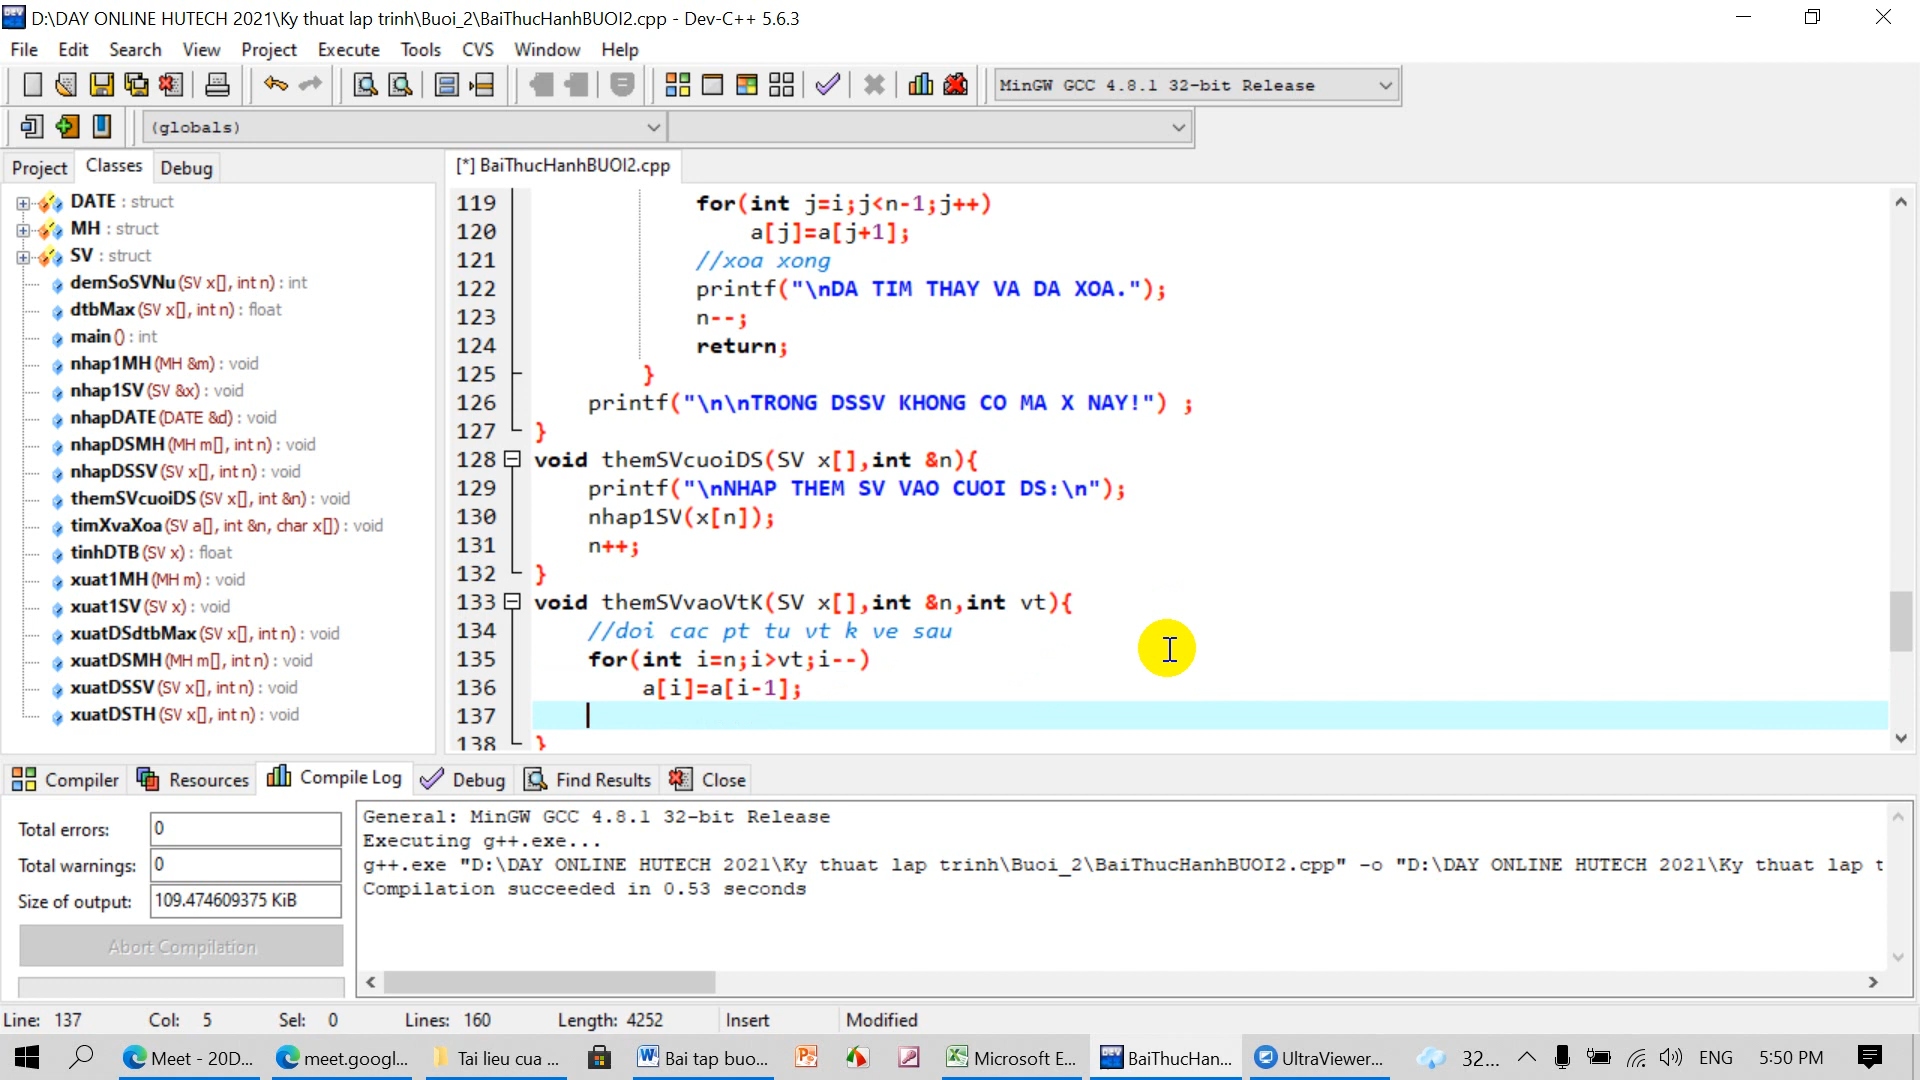 D:\DAY ONLINE HUTECH 2021\Ky thuat lap trinh\Buoi_2\BaiThucHanhBUOI2.cpp - Dev-C++ 5.6.3
File Edit Search View Project Execute Tools CVS Window Help
MinGW GCC 4.8.1 32-bit Release
(globals)
Project Classes Debug
[*] BaiThucHanhBUOI2.cpp
DATE : struct
MH : struct
SV : struct
demSoSVNu (SV x[], int n) : int
dtbMax (SV x[], int n) : float
main () : int
nhap1MH (MH &m) : void
nhap1SV (SV &x) : void
nhapDATE (DATE &d) : void
nhapDSMH (MH m[], int n) : void
nhapDSSV (SV x[], int n) : void
themSVcuoiDS (SV x[], int &n) : void
timXvaXoa (SV a[], int &n, char x[]) : void
tinhDTB (SV x) : float
xuat1MH (MH m) : void
xuat1SV (SV x) : void
xuatDSdtbMax (SV x[], int n) : void
xuatDSMH (MH m[], int n) : void
xuatDSSV (SV x[], int n) : void
xuatDSTH (SV x[], int n) : void
119 for(int j=i;j<n-1;j++)
120 a[j]=a[j+1];
121 //xoa xong
122 printf("\nDA TIM THAY VA DA XOA.");
123 n--;
124 return;
125 }
126 printf("\n\nTRONG DSSV KHONG CO MA X NAY!") ;
127 }
128 void themSVcuoiDS(SV x[],int &n){
129 printf("\nNHAP THEM SV VAO CUOI DS:\n");
130 nhap1SV(x[n]);
131 n++;
132 }
133 void themSVvaoVtK(SV x[],int &n,int vt){
134 //doi cac pt tu vt k ve sau
135 for(int i=n;i>vt;i--)
136 a[i]=a[i-1];
137
138 }
Compiler Resources Compile Log Debug Find Results Close
Total errors: 0
Total warnings: 0
Size of output: 109.474609375 KiB
Abort Compilation
General: MinGW GCC 4.8.1 32-bit Release
Executing g++.exe...
g++.exe "D:\DAY ONLINE HUTECH 2021\Ky thuat lap trinh\Buoi_2\BaiThucHanhBUOI2.cpp" -o "D:\DAY ONLINE HUTECH 2021\Ky thuat lap t
Compilation succeeded in 0.53 seconds
Line: 137 Col: 5 Sel: 0 Lines: 160 Length: 4252 Insert Modified
Meet - 20D... meet.googl... Tai lieu cua ... Bai tap buo... Microsoft E... BaiThucHan... UltraViewer... 32... ENG 5:50 PM